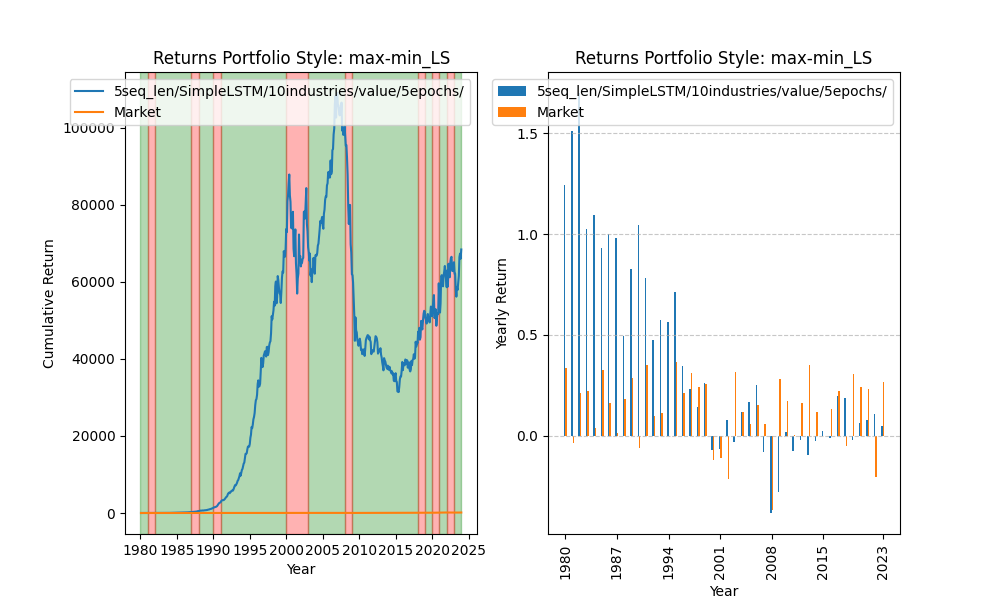 Returns Portfolio Style: max-min_LS
5seq_len/SimpleLSTM/10industries/value/5epochs/
Market
100000
80000
60000
40000
20000
0
Cumulative Return
1980 1985 1990 1995 2000 2005 2010 2015 2020 2025
Year
Returns Portfolio Style: max-min_LS
5seq_len/SimpleLSTM/10industries/value/5epochs/
Market
1.5
1.0
0.5
0.0
Yearly Return
1980 1987 1994 2001 2008 2015 2023
Year